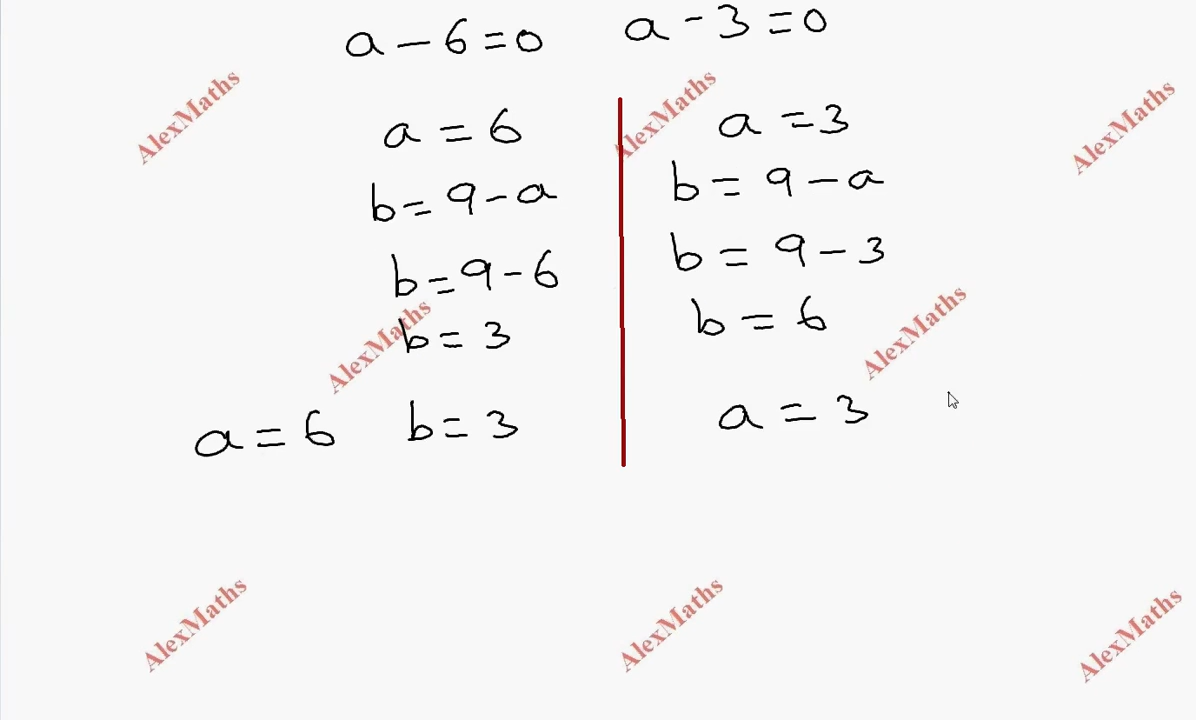 a - 6 = 0
a - 3 = 0
AlexMaths
AlexMaths
AlexMaths
a = 6
b = 9 - a
b = 9 - 6
b = 3
a = 3
b = 9 - a
b = 9 - 3
b = 6
AlexMaths
AlexMaths
a = 6 b = 3
a = 3
AlexMaths
AlexMaths
AlexMaths